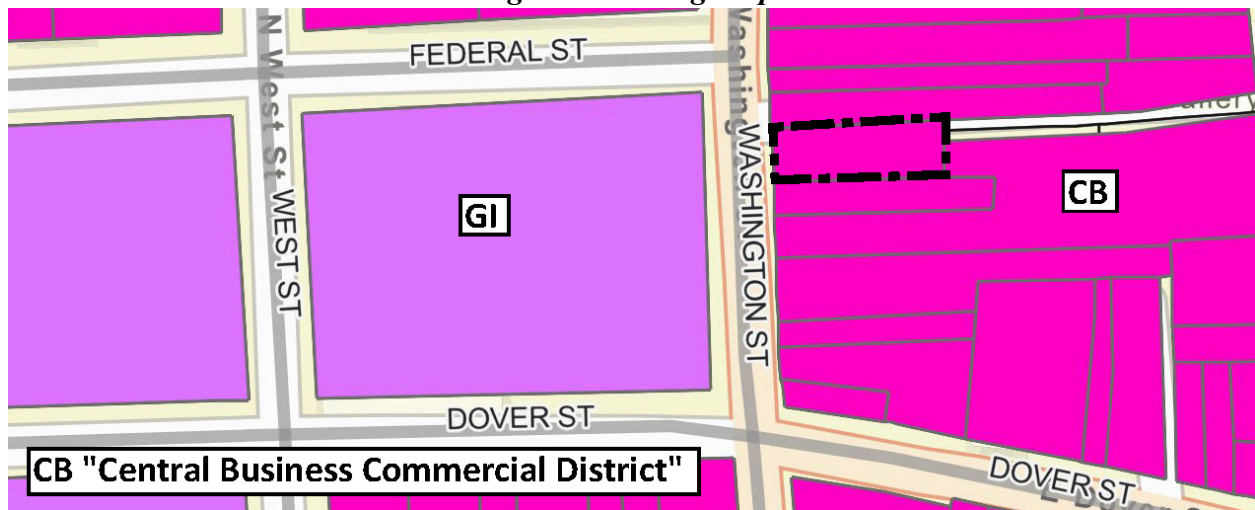 FEDERAL ST
N West St
WEST ST
GI
WASHINGTON ST
CB
DOVER ST
DOVER ST
CB "Central Business Commercial District"